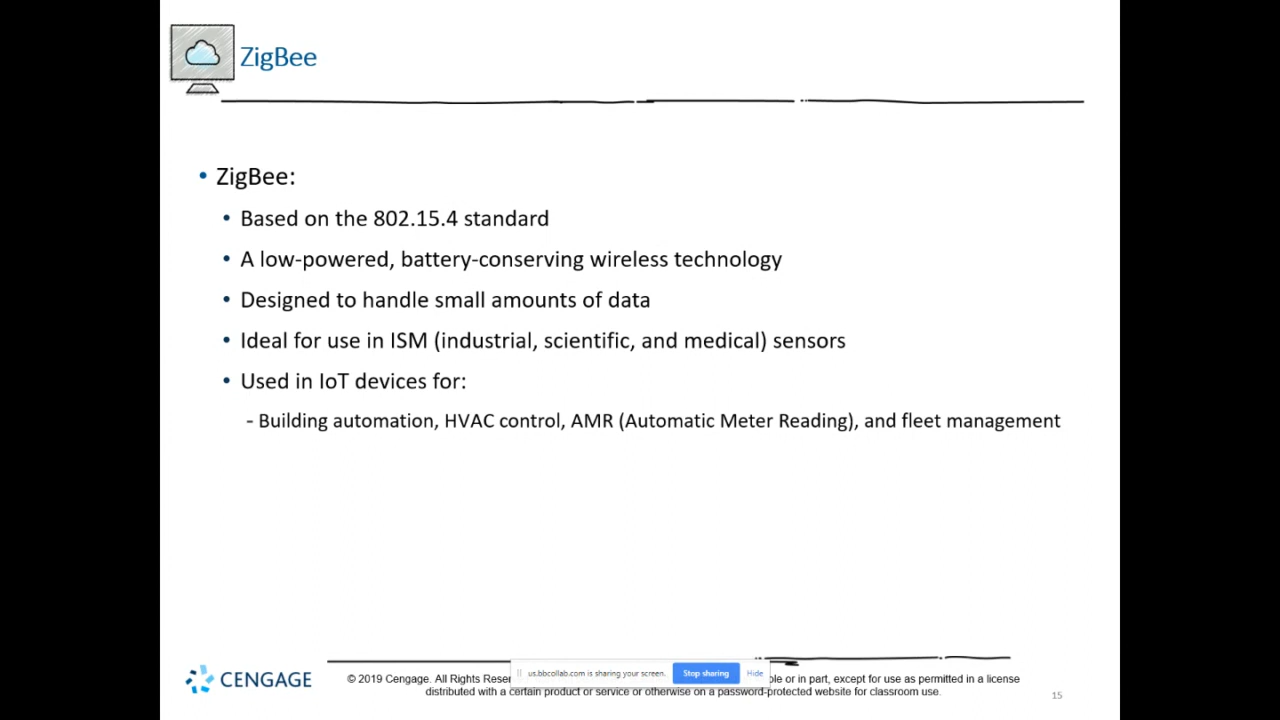 ZigBee
• ZigBee:
• Based on the 802.15.4 standard
• A low-powered, battery-conserving wireless technology
• Designed to handle small amounts of data
• Ideal for use in ISM (industrial, scientific, and medical) sensors
• Used in IoT devices for:
- Building automation, HVAC control, AMR (Automatic Meter Reading), and fleet management
CENGAGE
© 2019 Cengage. All Rights Reser
us.bbcollab.com is sharing your screen.
Stop sharing
Hide
ble or in part, except for use as permitted in a license
distributed with a certain product or service or otherwise on a password-protected website for classroom use.
15